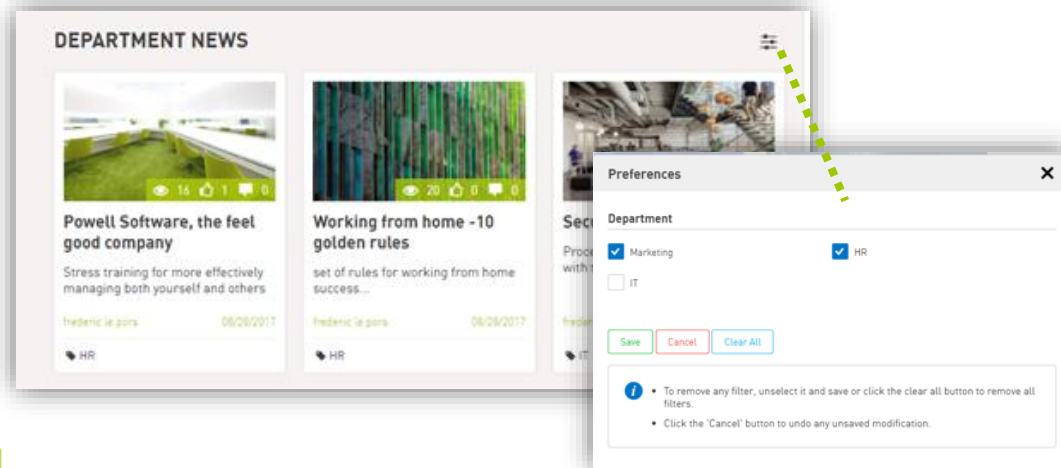 DEPARTMENT NEWS
16 1 0
20 0 0
Powell Software, the feel
good company
Stress training for more effectively
managing both yourself and others
frederic le pors 08/28/2017
HR
Working from home -10
golden rules
set of rules for working from home
success...
frederic le pors 08/28/2017
HR
Secu
Proce
with t
freder
IT
Preferences
Department
Marketing
HR
IT
Save
Cancel
Clear All
• To remove any filter, unselect it and save or click the clear all button to remove all
filters.
• Click the 'Cancel' button to undo any unsaved modification.